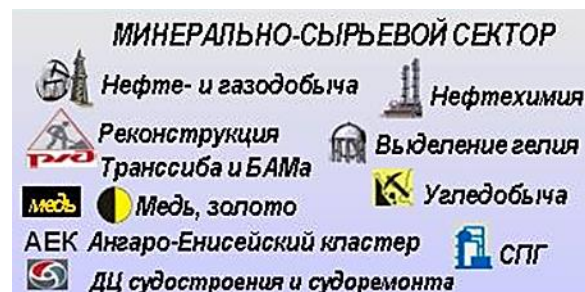 МИНЕРАЛЬНО-СЫРЬЕВОЙ СЕКТОР
Нефте- и газодобыча
Нефтехимия
Реконструкция
Транссиба и БАМа
Выделение гелия
медь Медь, золото
Угледобыча
АЕК Ангаро-Енисейский кластер
СПГ
ДЦ судостроения и судоремонта